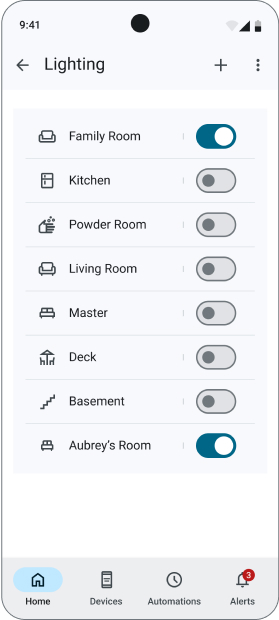 9:41
Lighting
Family Room
Kitchen
Powder Room
Living Room
Master
Deck
Basement
Aubrey’s Room
3
Home Devices Automations Alerts